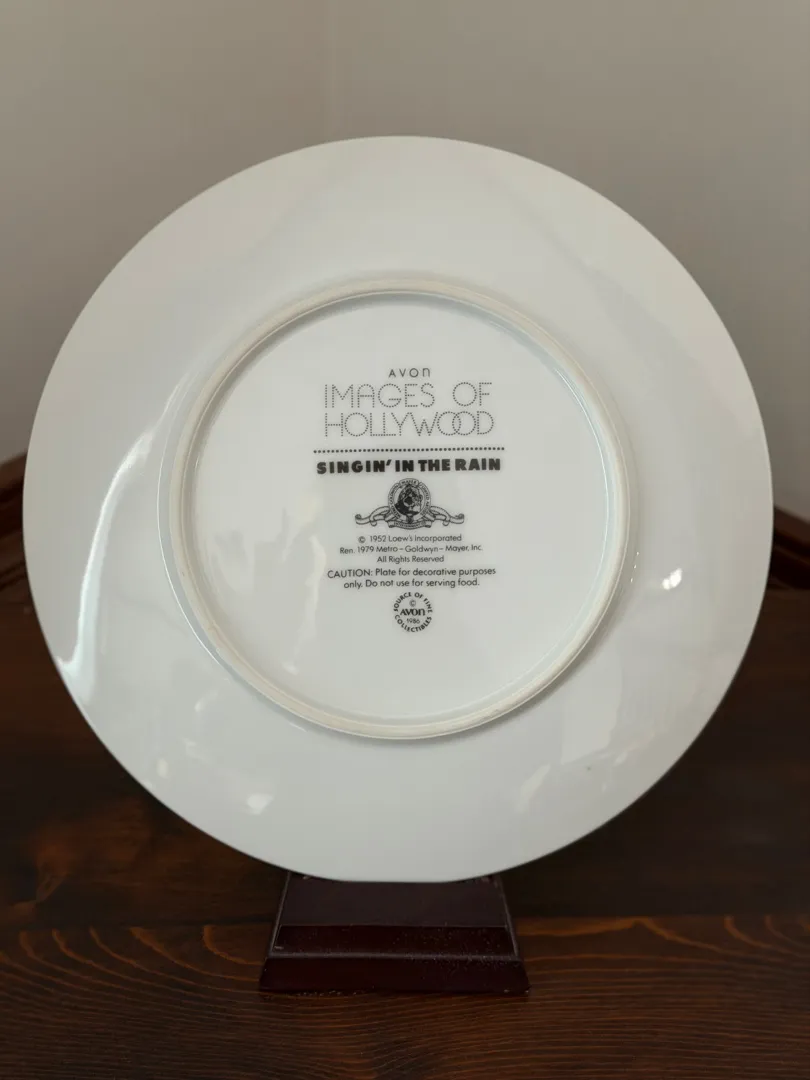 AVON
IMAGES OF
HOLLYWOOD
SINGIN' IN THE RAIN
© 1952 Loew's Incorporated
Ren. 1979 Metro-Goldwyn-Mayer, Inc.
All Rights Reserved
CAUTION: Plate for decorative purposes
only. Do not use for serving food.
SOURCE OF FINE
©
AVON
1986
COLLECTIBLES